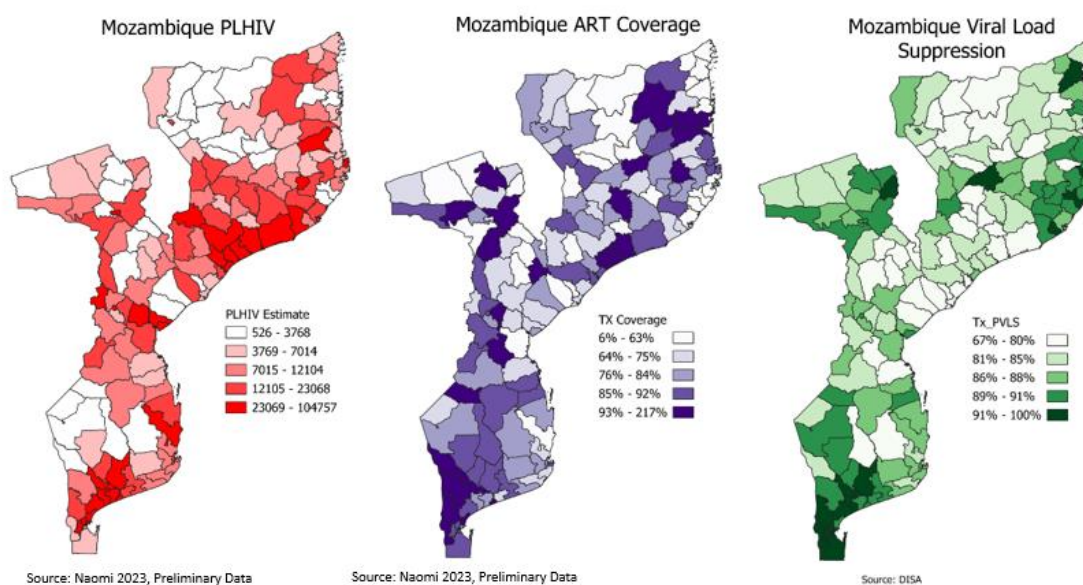 Mozambique PLHIV
PLHIV Estimate
526 - 3768
3769 - 7014
7015 - 12104
12105 - 23068
23069 - 104757
Source: Naomi 2023, Preliminary Data
Mozambique ART Coverage
TX Coverage
6% - 63%
64% - 75%
76% - 84%
85% - 92%
93% - 217%
Source: Naomi 2023, Preliminary Data
Mozambique Viral Load
Suppression
Tx_PVLS
67% - 80%
81% - 85%
86% - 88%
89% - 91%
91% - 100%
Source: DISA